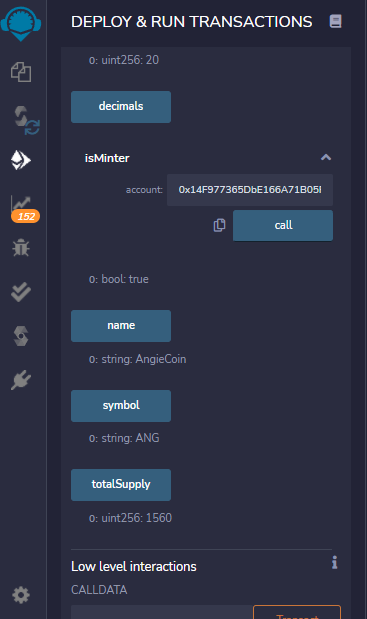 DEPLOY & RUN TRANSACTIONS
0: uint256: 20
decimals
isMinter
account: 0x14F977365DbE166A71B05
call
0: bool: true
152
name
0: string: AngieCoin
symbol
0: string: ANG
totalSupply
0: uint256: 1560
Low level interactions
i
CALLDATA
Transact